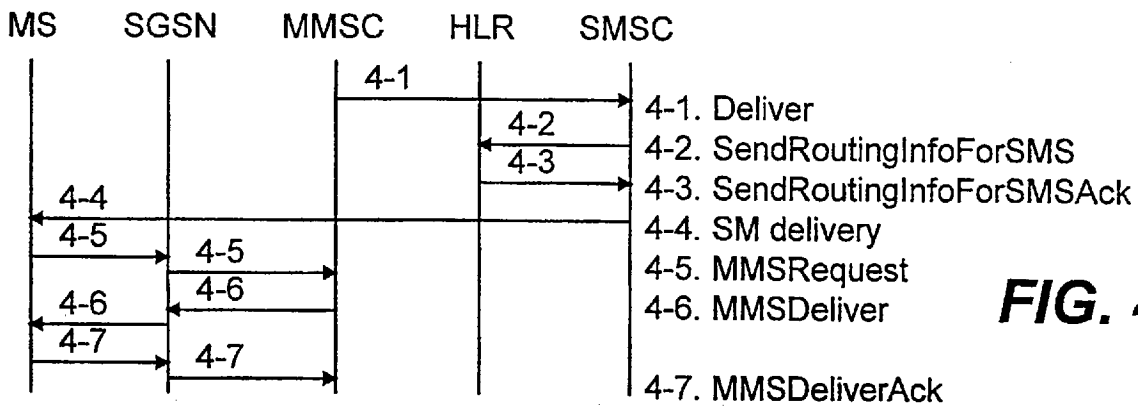 MS SGSN MMSC HLR SMSC
4-1
4-1. Deliver
4-2
4-2. SendRoutingInfoForSMS
4-3
4-3. SendRoutingInfoForSMSAck
4-4
4-4. SM delivery
4-5
4-5
4-5. MMSRequest
4-6
4-6
4-6. MMSDeliver
FIG.
4-7
4-7
4-7. MMSDeliverAck